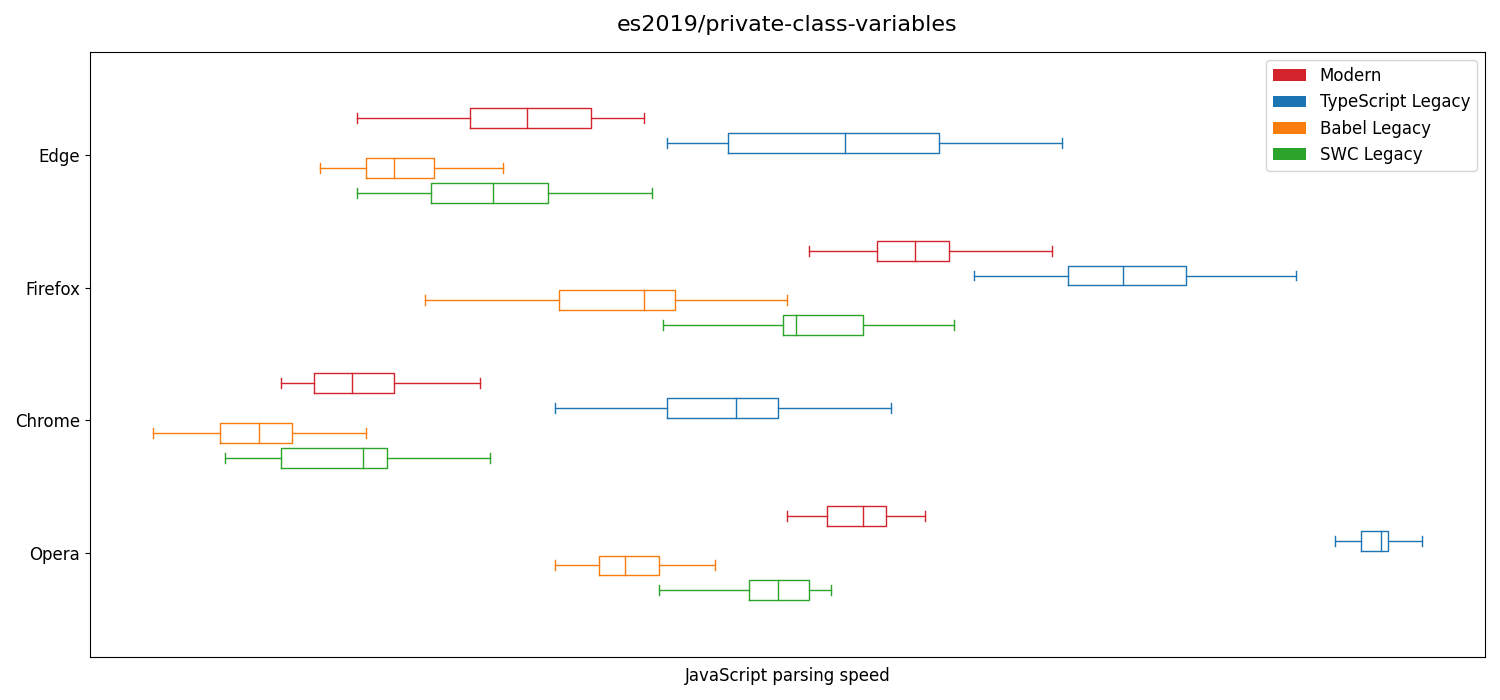 es2019/private-class-variables
Modern
TypeScript Legacy
Babel Legacy
SWC Legacy
Edge
Firefox
Chrome
Opera
JavaScript parsing speed